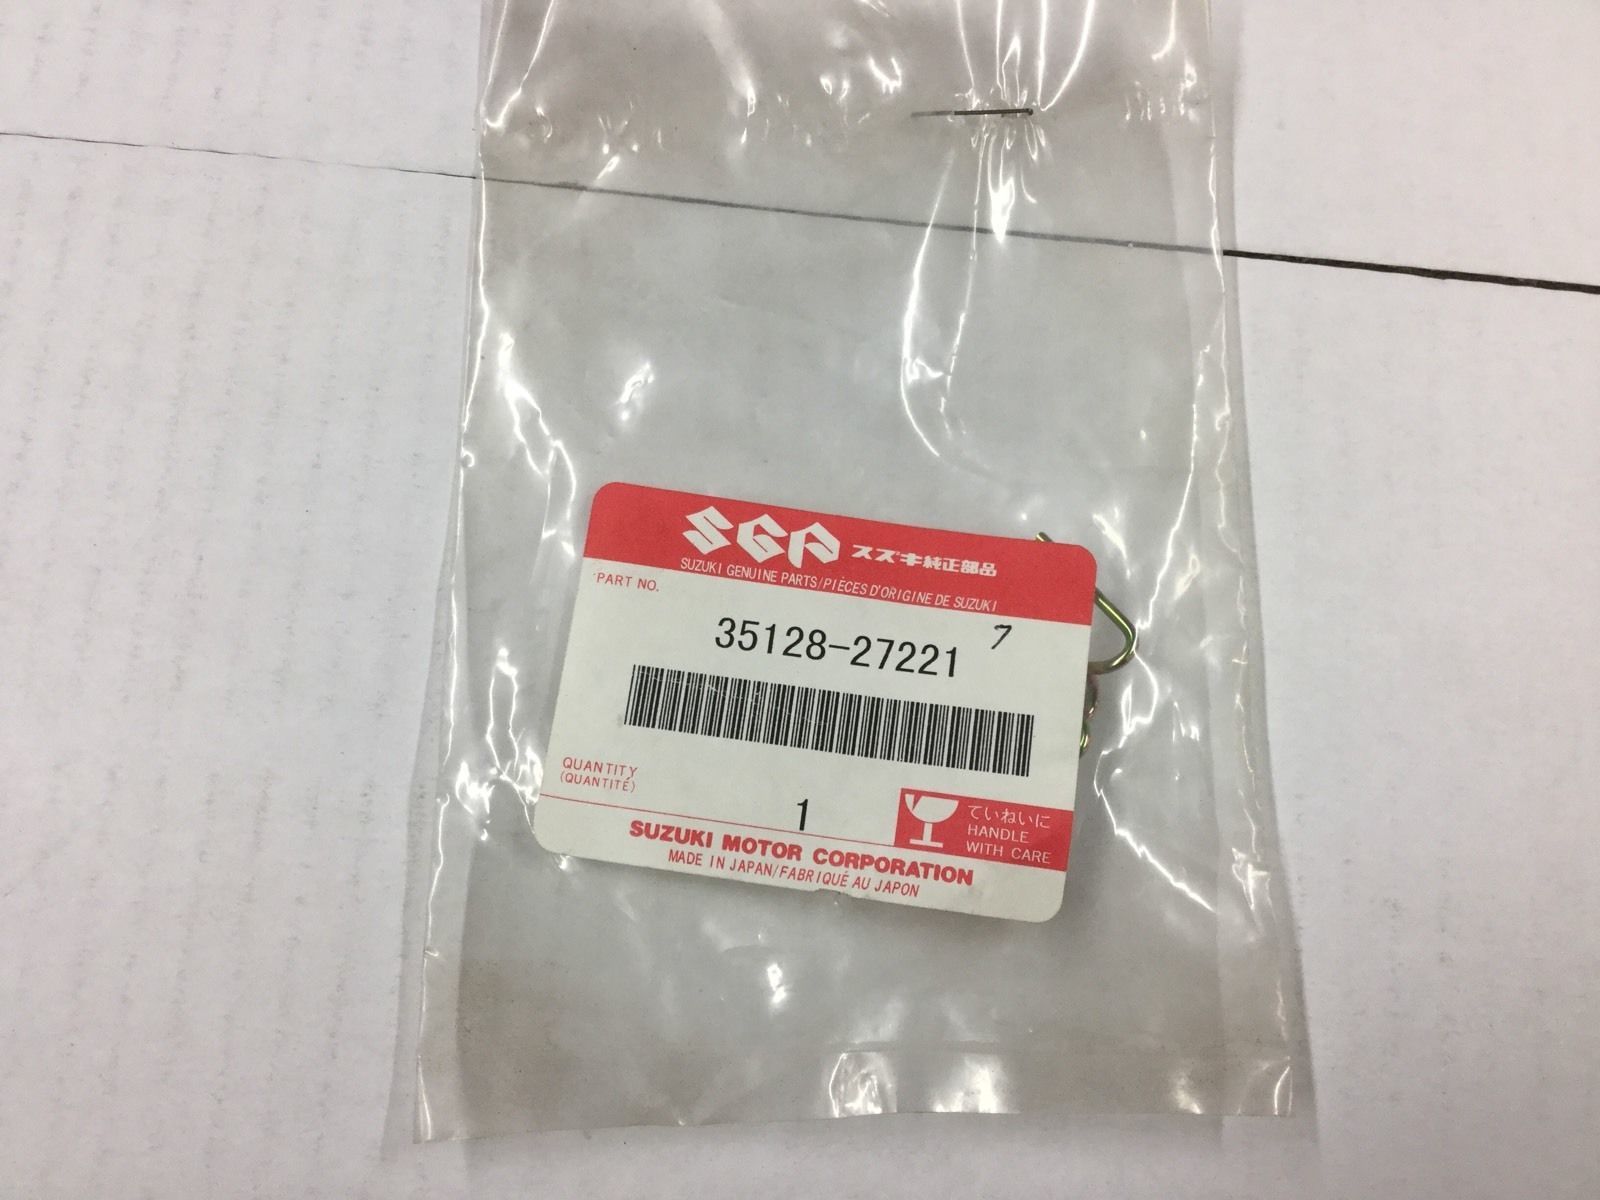 SGP スズキ純正部品
SUZUKI GENUINE PARTS/PIÈCES D'ORIGINE DE SUZUKI
PART NO.
7
35128-27221
QUANTITY
(QUANTITÉ)
1
ていねいに
HANDLE
WITH CARE
SUZUKI MOTOR CORPORATION
MADE IN JAPAN/FABRIQUÉ AU JAPON